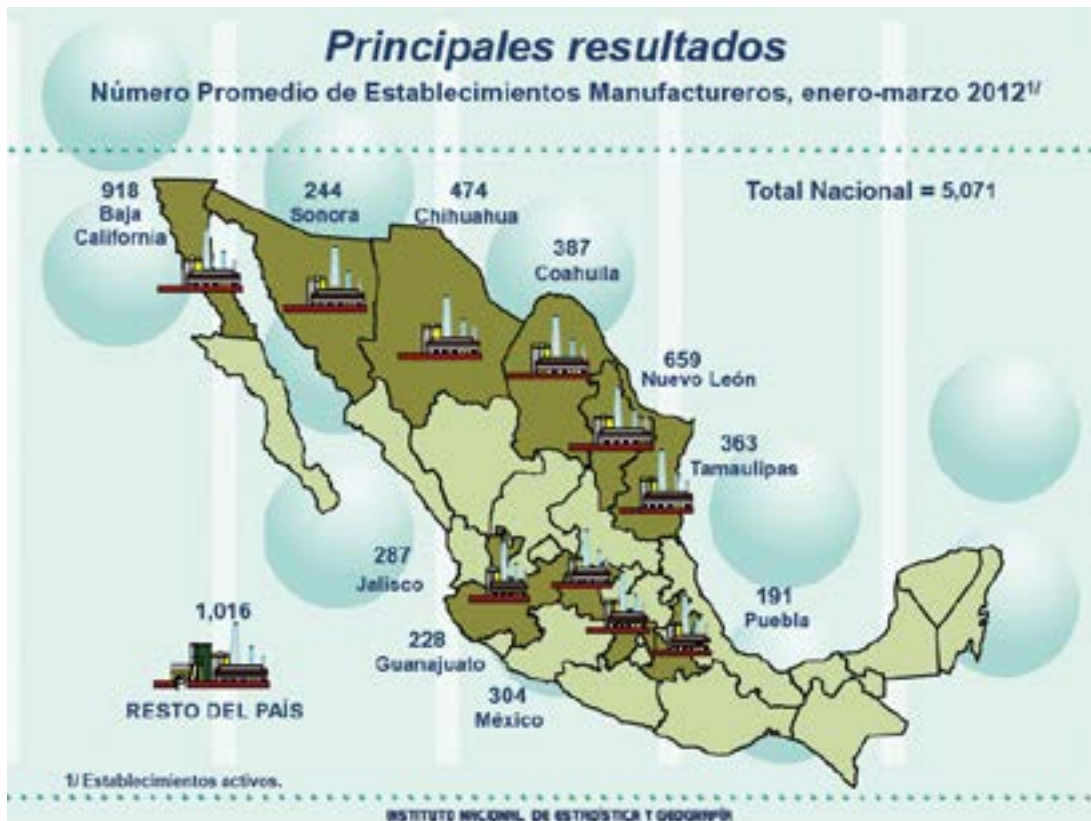 Principales resultados
Número Promedio de Establecimientos Manufactureros, enero-marzo 2012 1/
Total Nacional = 5,071
918
Baja
California
244
Sonora
474
Chihuahua
387
Coahuila
659
Nuevo León
363
Tamaulipas
287
Jalisco
191
Puebla
228
Guanajuato
304
México
1,016
RESTO DEL PAÍS
1/ Establecimientos activos.
INSTITUTO NACIONAL DE ESTADÍSTICA Y GEOGRAFÍA